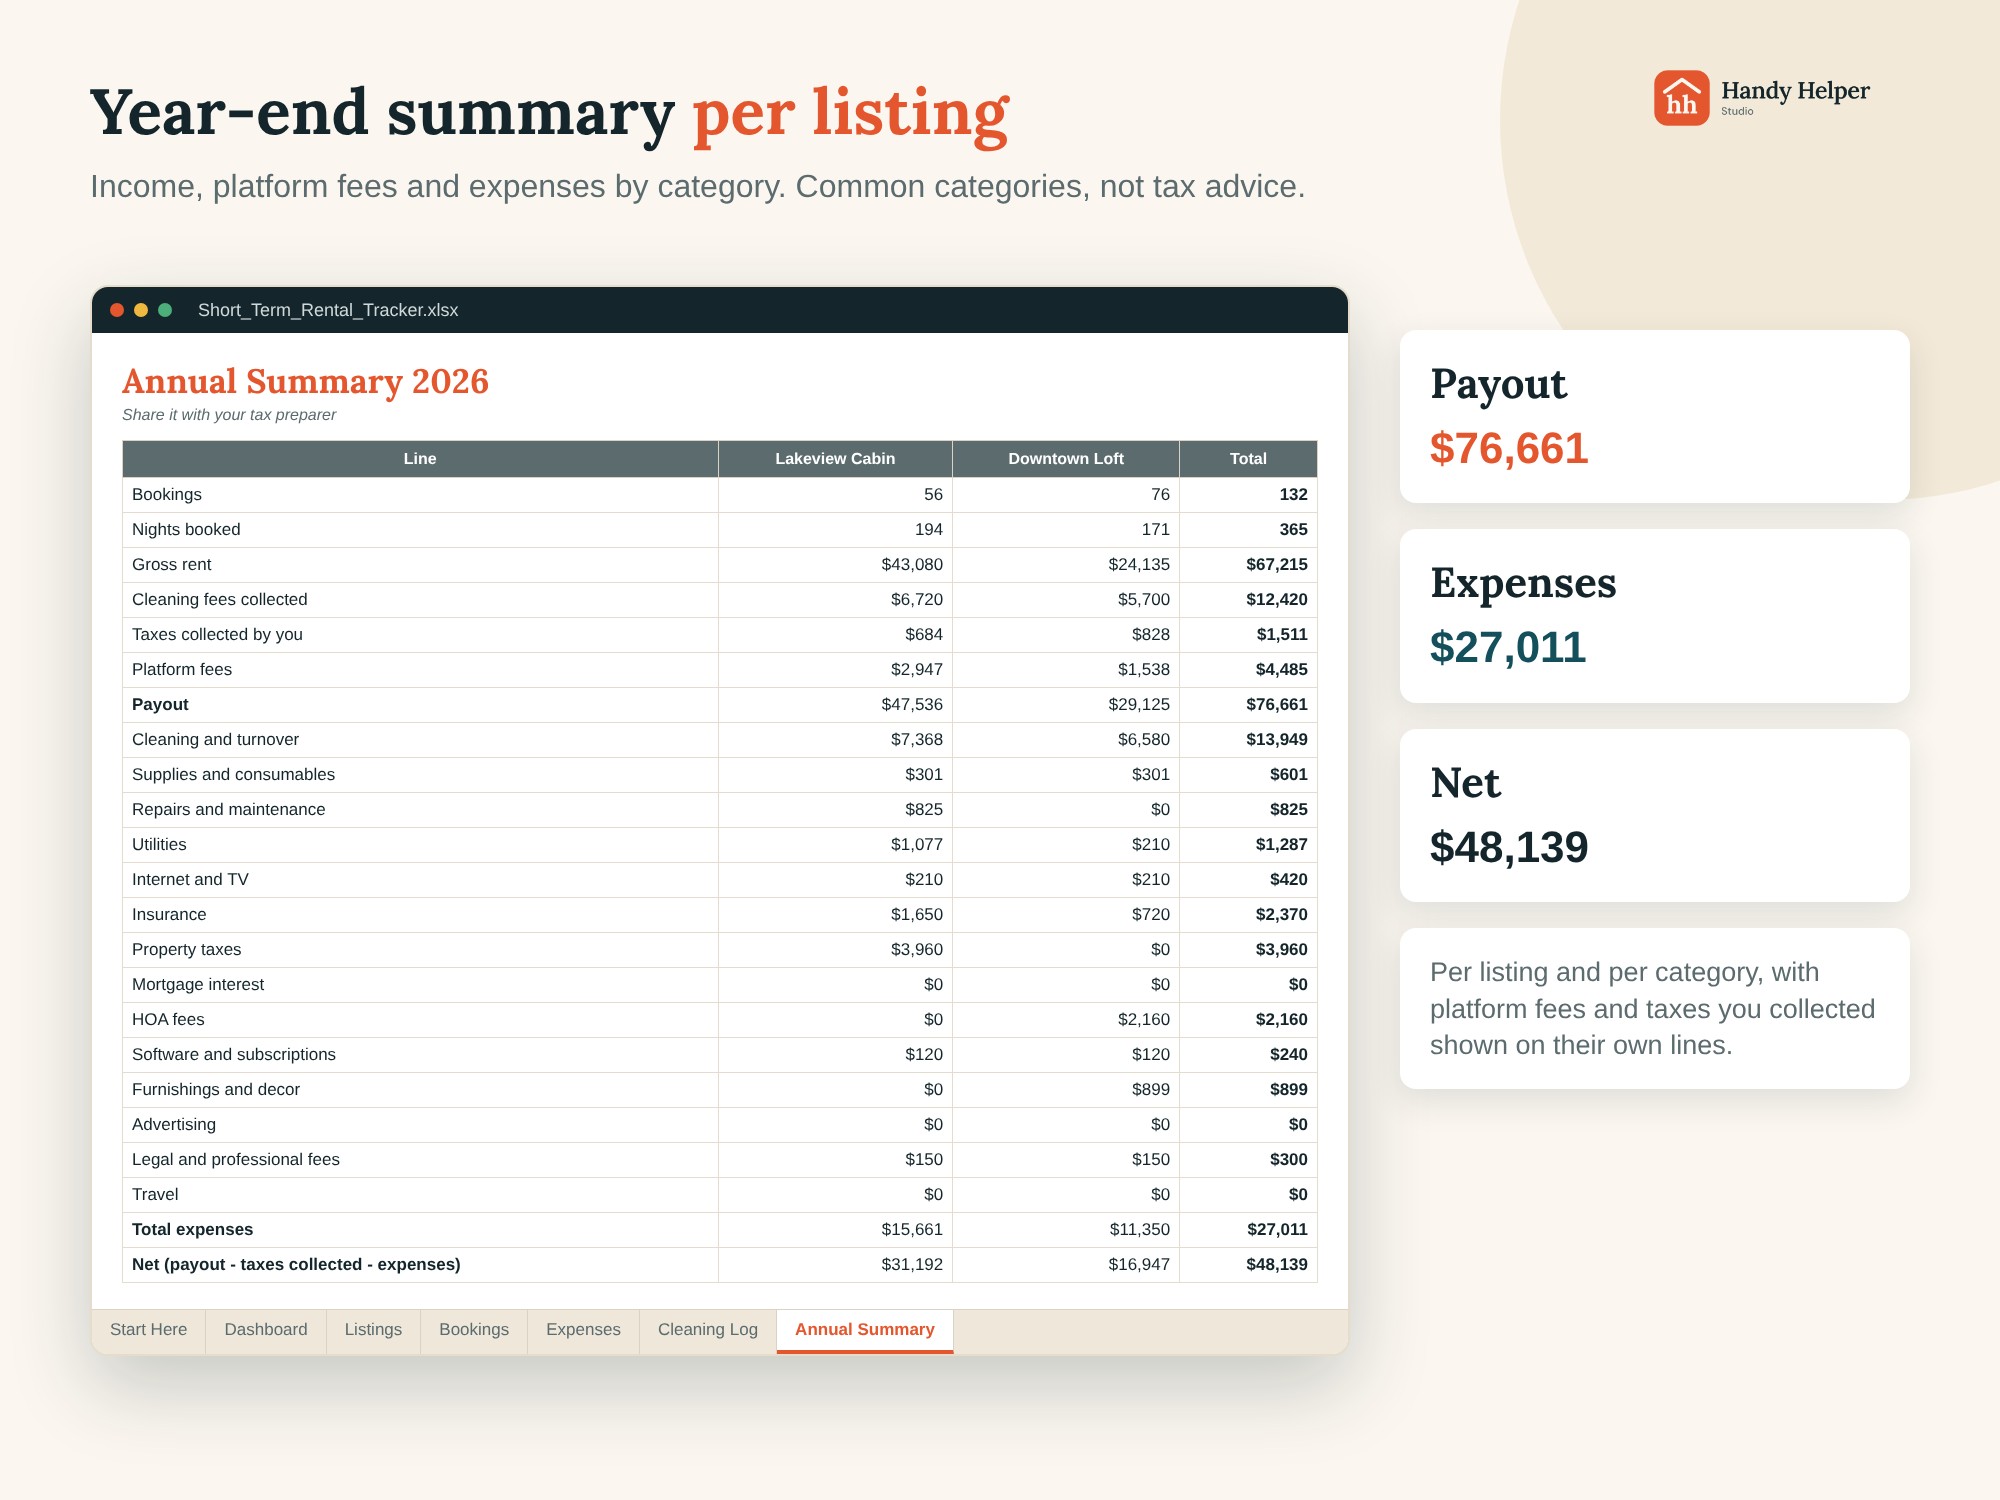 Year-end summary per listing
Income, platform fees and expenses by category. Common categories, not tax advice.
hh
Handy Helper
Studio
Short_Term_Rental_Tracker.xlsx
Annual Summary 2026
Share it with your tax preparer
Line Lakeview Cabin Downtown Loft Total
Bookings 56 76 132
Nights booked 194 171 365
Gross rent $43,080 $24,135 $67,215
Cleaning fees collected $6,720 $5,700 $12,420
Taxes collected by you $684 $828 $1,511
Platform fees $2,947 $1,538 $4,485
Payout $47,536 $29,125 $76,661
Cleaning and turnover $7,368 $6,580 $13,949
Supplies and consumables $301 $301 $601
Repairs and maintenance $825 $0 $825
Utilities $1,077 $210 $1,287
Internet and TV $210 $210 $420
Insurance $1,650 $720 $2,370
Property taxes $3,960 $0 $3,960
Mortgage interest $0 $0 $0
HOA fees $0 $2,160 $2,160
Software and subscriptions $120 $120 $240
Furnishings and decor $0 $899 $899
Advertising $0 $0 $0
Legal and professional fees $150 $150 $300
Travel $0 $0 $0
Total expenses $15,661 $11,350 $27,011
Net (payout - taxes collected - expenses) $31,192 $16,947 $48,139
Start Here Dashboard Listings Bookings Expenses Cleaning Log Annual Summary
Payout
$76,661
Expenses
$27,011
Net
$48,139
Per listing and per category, with
platform fees and taxes you collected
shown on their own lines.